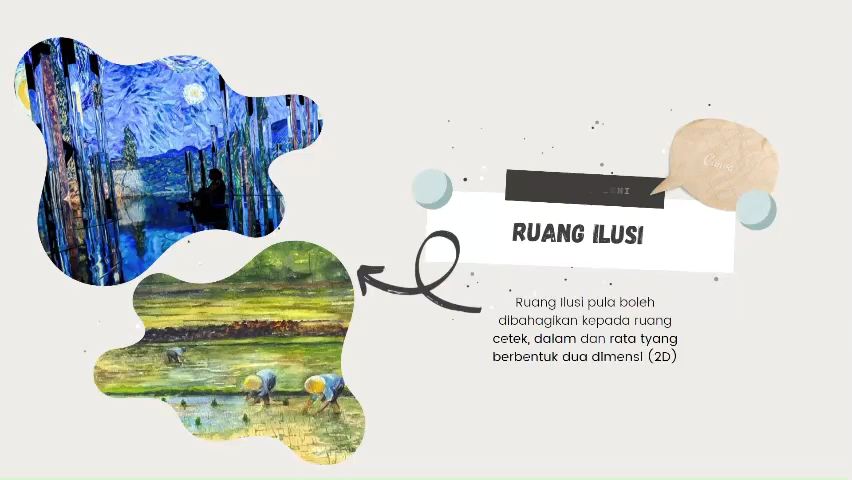 RUANG ILUSI
Ruang Ilusi pula boleh
dibahagikan kepada ruang
cetek, dalam dan rata tyang
berbentuk dua dimensi (2D)